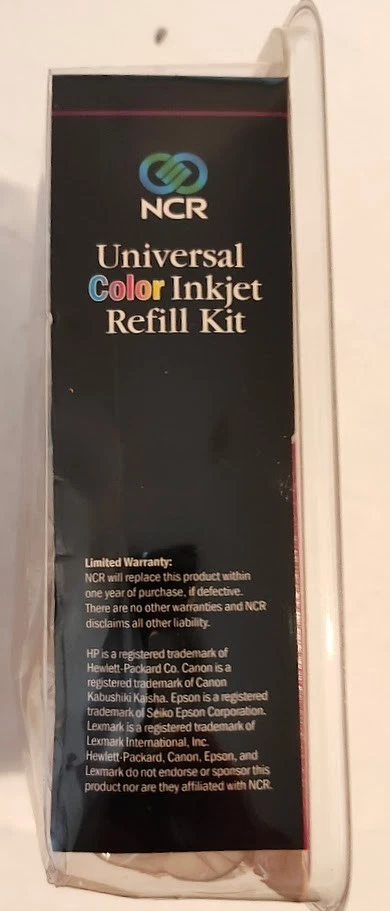 NCR
Universal
Color Inkjet
Refill Kit
Limited Warranty:
NCR will replace this product within
one year of purchase, if defective.
There are no other warranties and NCR
disclaims all other liability.
HP is a registered trademark of
Hewlett-Packard Co. Canon is a
registered trademark of Canon
Kabushiki Kaisha. Epson is a registered
trademark of Seiko Epson Corporation.
Lexmark is a registered trademark of
Lexmark International, Inc.
Hewlett-Packard, Canon, Epson, and
Lexmark do not endorse or sponsor this
product nor are they affiliated with NCR.